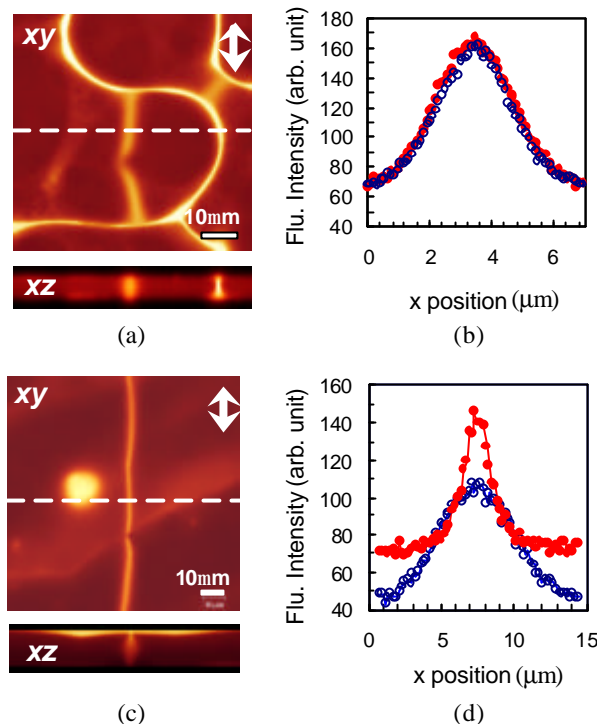 xy
10mm
xz
(a)
Flu. Intensity (arb. unit)
180
160
140
120
100
80
60
40
0 2 4 6
x position (μm)
(b)
xy
10mm
xz
(c)
Flu. Intensity (arb. unit)
160
140
120
100
80
60
40
0 5 10 15
x position (μm)
(d)